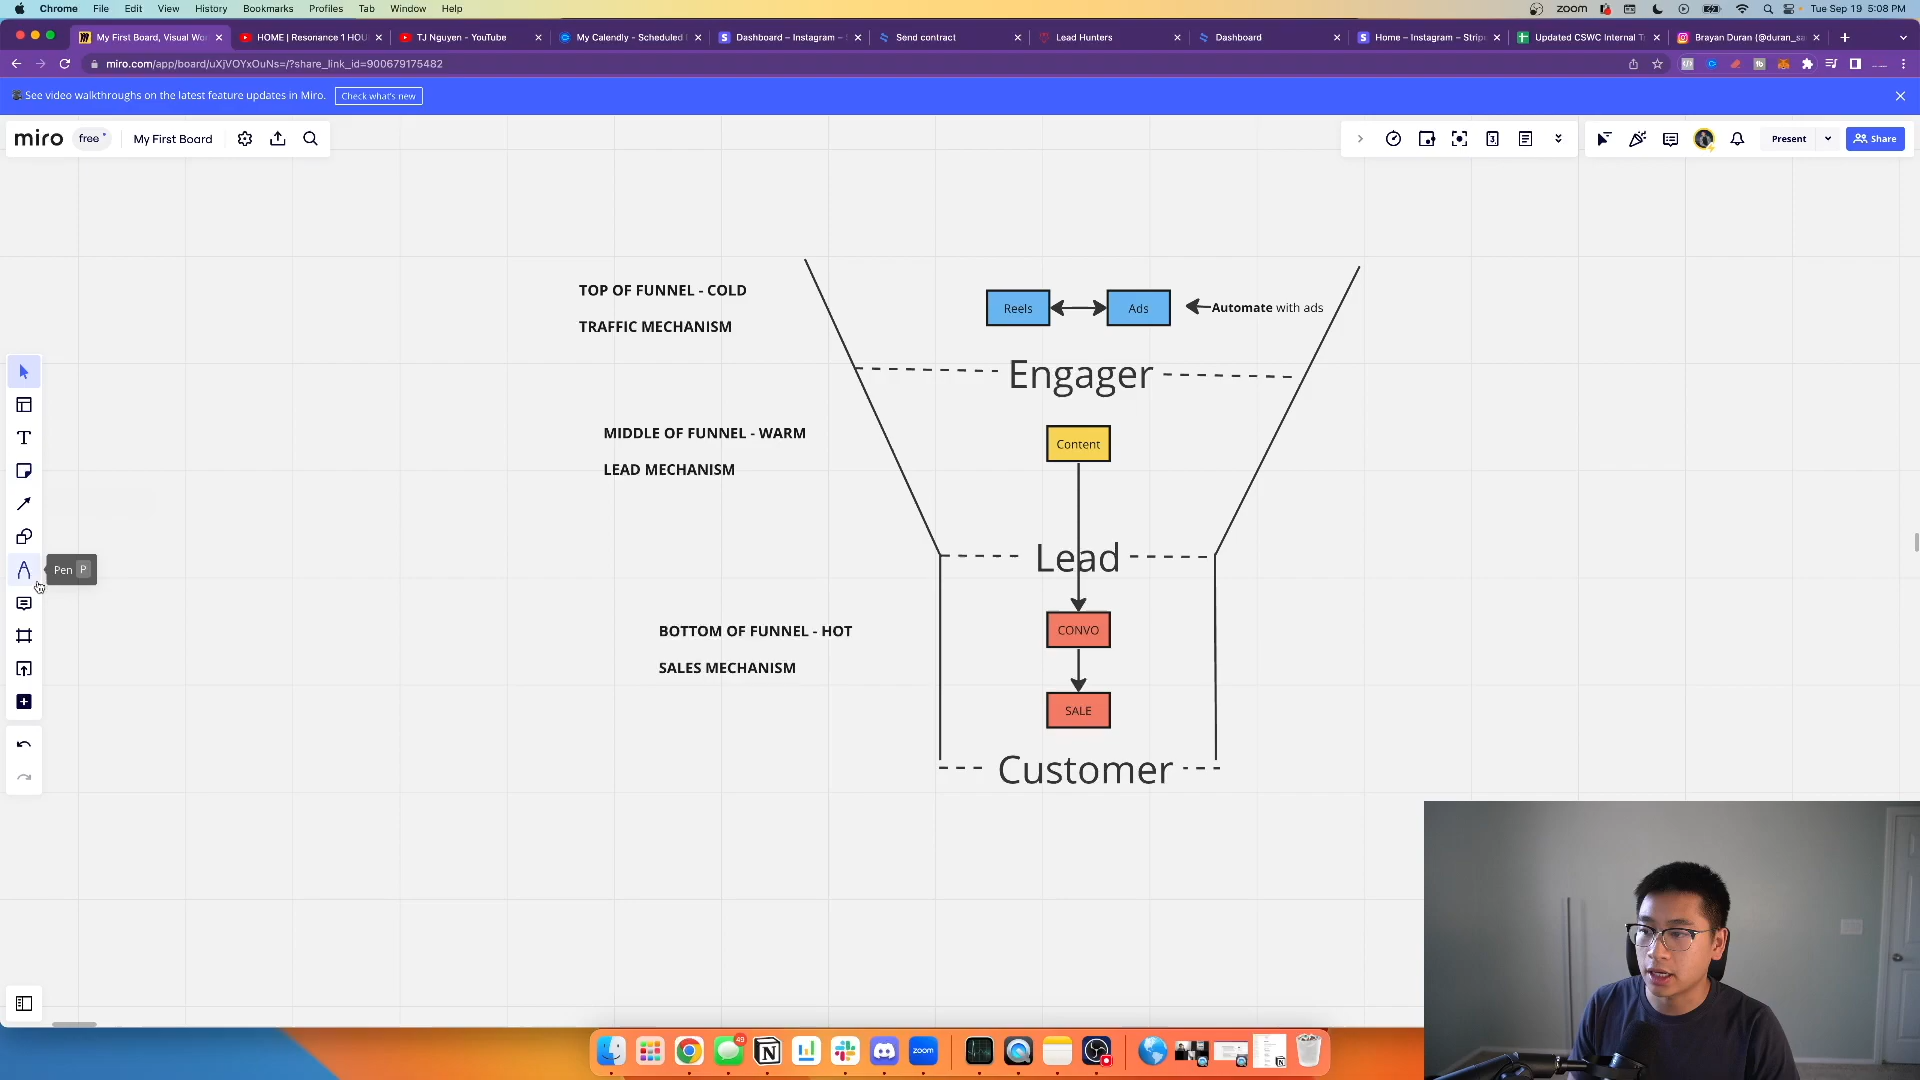 Chrome File Edit View History Bookmarks Profiles Tab Window Help
zoom Tue Sep 19 5:08 PM
My First Board, Visual Wo
HOME | Resonance 1 HOU
TJ Nguyen - YouTube
My Calendly - Scheduled
Dashboard – Instagram –
Send contract
Lead Hunters
Dashboard
Home – Instagram – Stripe
Updated CSWC Internal
Brayan Duran (@duran_sa
miro.com/app/board/uXjVOYxOuNs=/?share_link_id=900679175482
See video walkthroughs on the latest feature updates in Miro. Check what's new
miro free My First Board
Present Share
TOP OF FUNNEL - COLD
TRAFFIC MECHANISM
Reels Ads Automate with ads
Engager
MIDDLE OF FUNNEL - WARM
LEAD MECHANISM
Content
Lead
Pen P
BOTTOM OF FUNNEL - HOT
SALES MECHANISM
CONVO
SALE
Customer
49
zoom